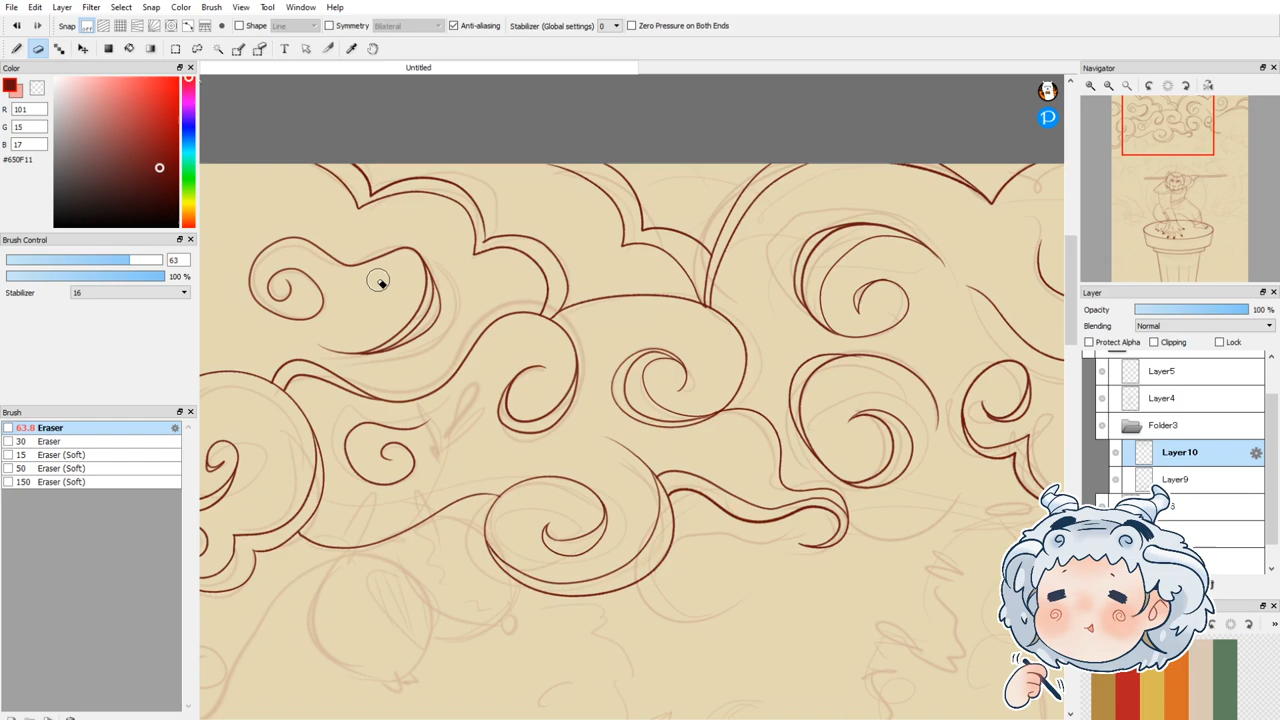 File Edit Layer Filter Select Snap Color Brush View Tool Window Help
Snap off Shape Line Symmetry Bilateral Anti-aliasing Stabilizer (Global settings) 0 Zero Pressure on Both Ends
Untitled
Color
R 101
G 15
B 17
#650F11
Brush Control
63
100 %
Stabilizer 16
Brush
63.8 Eraser
30 Eraser
15 Eraser (Soft)
50 Eraser (Soft)
150 Eraser (Soft)
Navigator
Layer
Opacity 100 %
Blending Normal
Protect Alpha Clipping Lock
Layer5
Layer4
Folder3
Layer10
Layer9